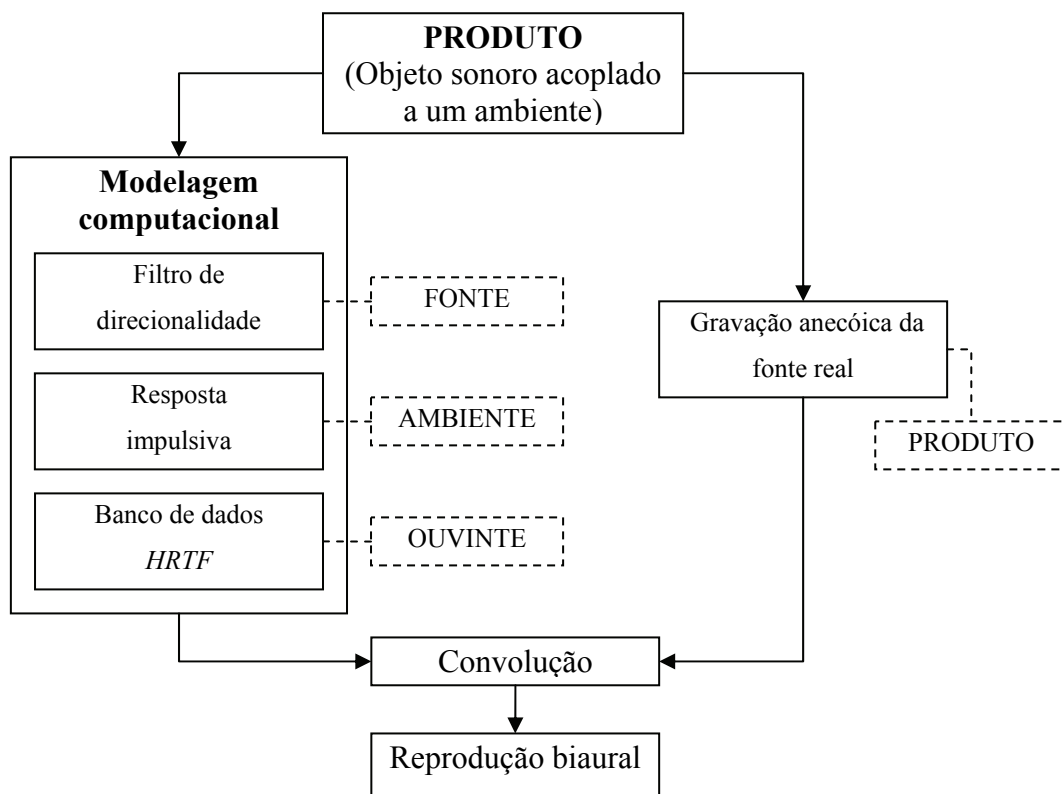 PRODUTO
(Objeto sonoro acoplado
a um ambiente)
Modelagem
computacional
Filtro de
direcionalidade
FONTE
Resposta
impulsiva
AMBIENTE
Banco de dados
HRTF
OUVINTE
Gravação anecóica da
fonte real
PRODUTO
Convolução
Reprodução biaural